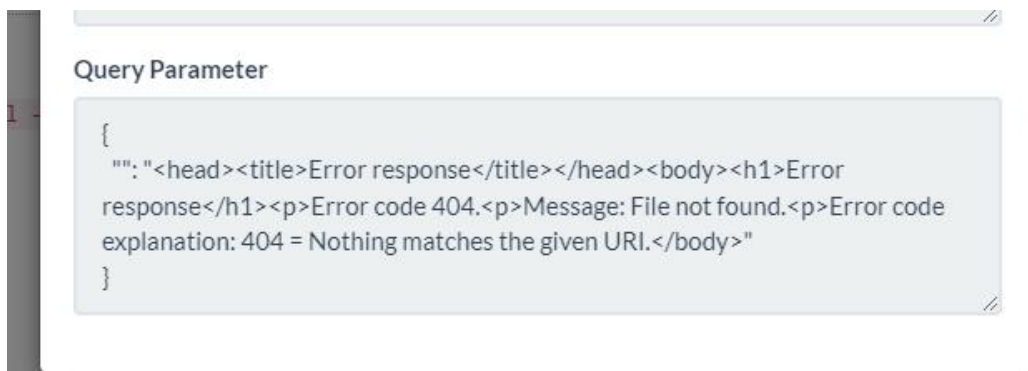 Query Parameter
1 -
{
"": "<head><title>Error response</title></head><body><h1>Error
response</h1><p>Error code 404.<p>Message: File not found.<p>Error code
explanation: 404 = Nothing matches the given URI.</body>"
}